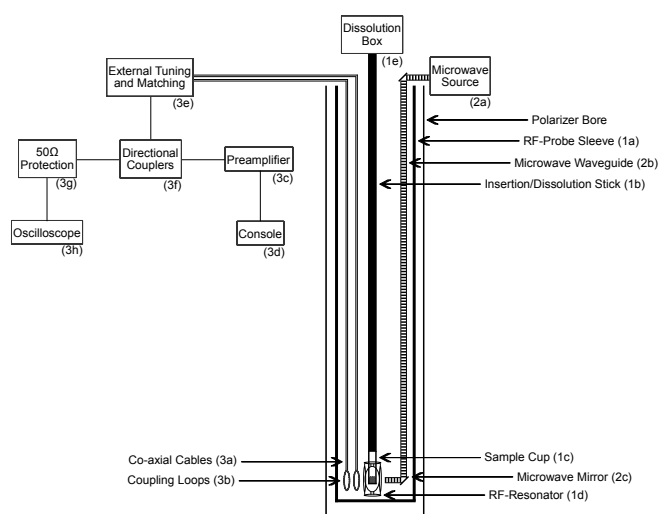 Dissolution
Box
(1e)
External Tuning
and Matching
(3e)
Microwave
Source
(2a)
Polarizer Bore
RF-Probe Sleeve (1a)
50Ω
Protection
(3g)
Directional
Couplers
(3f)
Preamplifier
(3c)
Microwave Waveguide (2b)
Insertion/Dissolution Stick (1b)
Oscilloscope
(3h)
Console
(3d)
Co-axial Cables (3a)
Sample Cup (1c)
Coupling Loops (3b)
Microwave Mirror (2c)
RF-Resonator (1d)